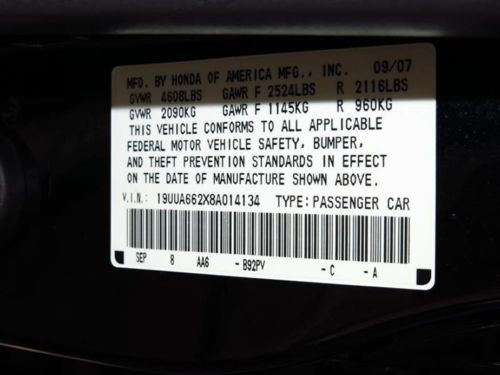 MFD. BY HONDA OF AMERICA MFG., INC. 09/07
GVWR 4608LBS GAWR F 2524LBS R 2116LBS
GVWR 2090KG GAWR F 1145KG R 960KG
THIS VEHICLE CONFORMS TO ALL APPLICABLE
FEDERAL MOTOR VEHICLE SAFETY, BUMPER,
AND THEFT PREVENTION STANDARDS IN EFFECT
ON THE DATE OF MANUFACTURE SHOWN ABOVE.
V.I.N.: 19UUA662X8A014134 TYPE: PASSENGER CAR
SEP 8 AA6 - B92PV - C - A